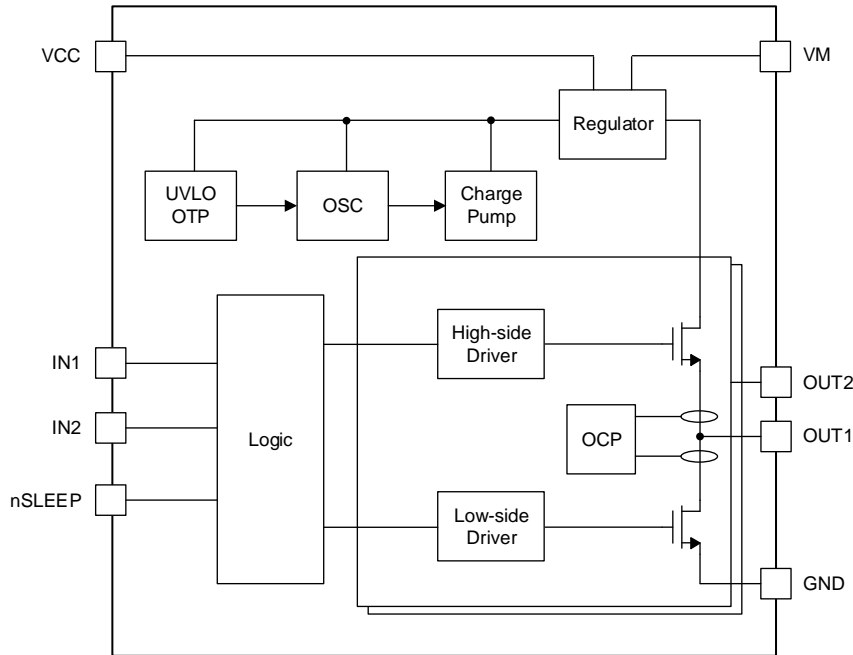 VCC
VM
Regulator
UVLO
OTP
OSC
Charge
Pump
High-side
Driver
IN1
OUT2
IN2
Logic
OCP
OUT1
nSLEEP
Low-side
Driver
GND